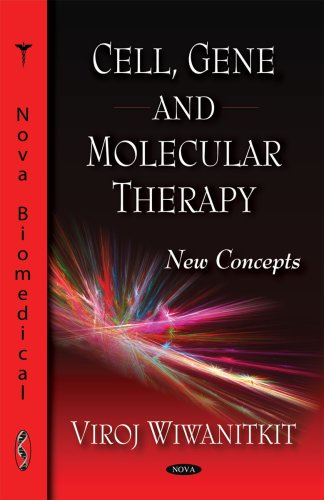 Nova Biomedical
CELL, GENE
AND
MOLECULAR
THERAPY
New Concepts
VIROJ WIWANITKIT
NOVA